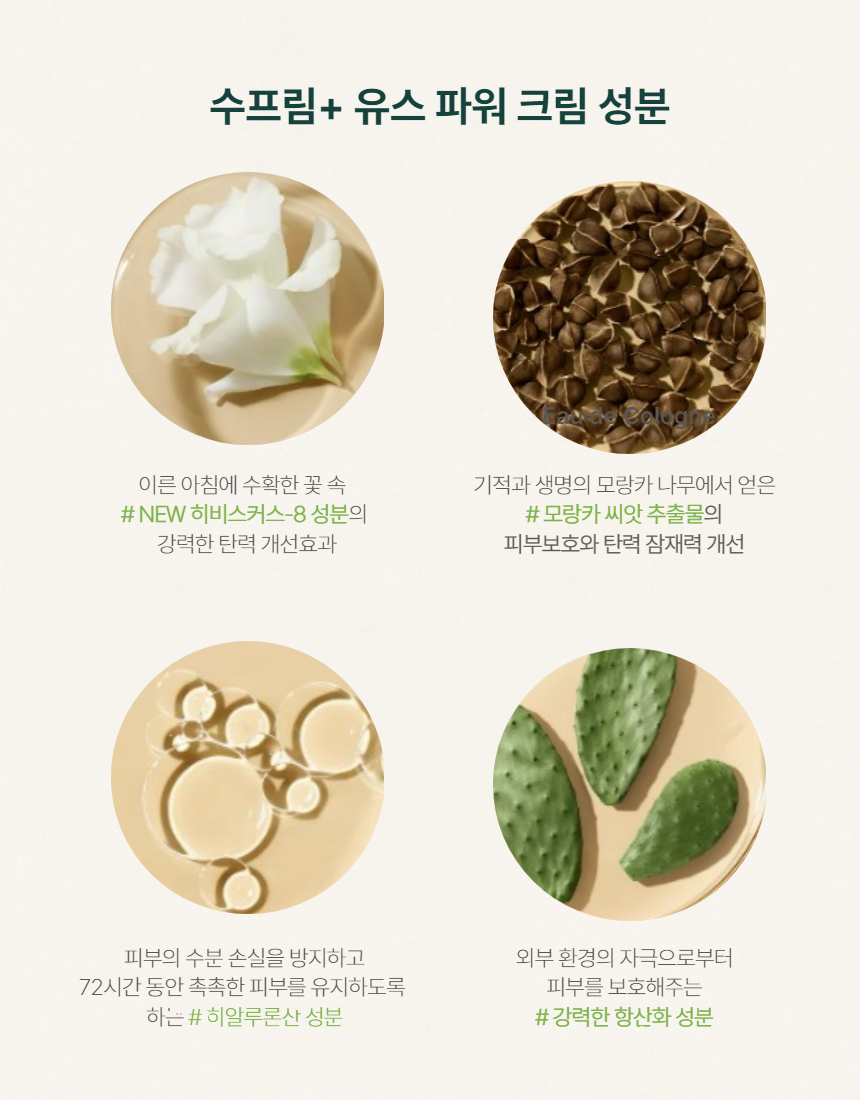 수프림+ 유스 파워 크림 성분
Eau de Cologne
이른 아침에 수확한 꽃 속
# NEW 히비스커스-8 성분의
강력한 탄력 개선효과
기적과 생명의 모랑카 나무에서 얻은
# 모랑카 씨앗 추출물의
피부보호와 탄력 잠재력 개선
피부의 수분 손실을 방지하고
72시간 동안 촉촉한 피부를 유지하도록
하는 # 히알루론산 성분
외부 환경의 자극으로부터
피부를 보호해주는
# 강력한 항산화 성분